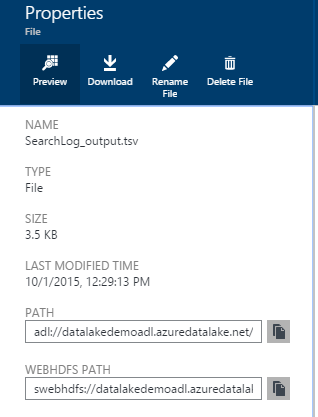 Properties
File
Preview
Download
Rename
File
Delete File
NAME
SearchLog_output.tsv
TYPE
File
SIZE
3.5 KB
LAST MODIFIED TIME
10/1/2015, 12:29:13 PM
PATH
adl://datalakedemoadl.azuredatalake.net/
WEBHDFS PATH
swebhdfs://datalakedemoadl.azuredatalal